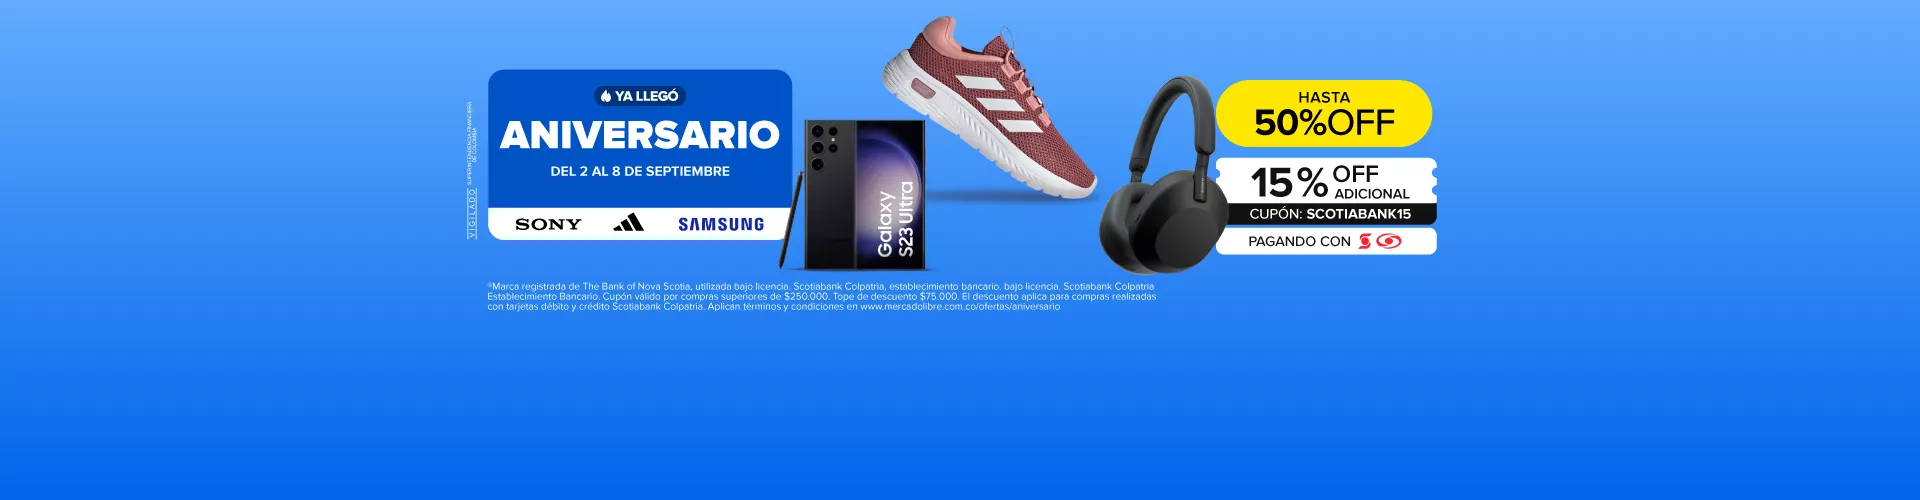 YA LLEGÓ
ANIVERSARIO
DEL 2 AL 8 DE SEPTIEMBRE
SONY
SAMSUNG
VIGILADO
SUPERINTENDENCIA FINANCIERA
DE COLOMBIA
Galaxy
S23 Ultra
HASTA
50%OFF
15% OFF
ADICIONAL
CUPÓN: SCOTIABANK15
PAGANDO CON
*Marca registrada de The Bank of Nova Scotia, utilizada bajo licencia. Scotiabank Colpatria, establecimiento bancario. bajo licencia. Scotiabank Colpatria
Establecimiento Bancario. Cupón válido por compras superiores de $250.000. Tope de descuento $75.000. El descuento aplica para compras realizadas
con tarjetas débito y crédito Scotiabank Colpatria. Aplican términos y condiciones en www.mercadolibre.com.co/ofertas/aniversario